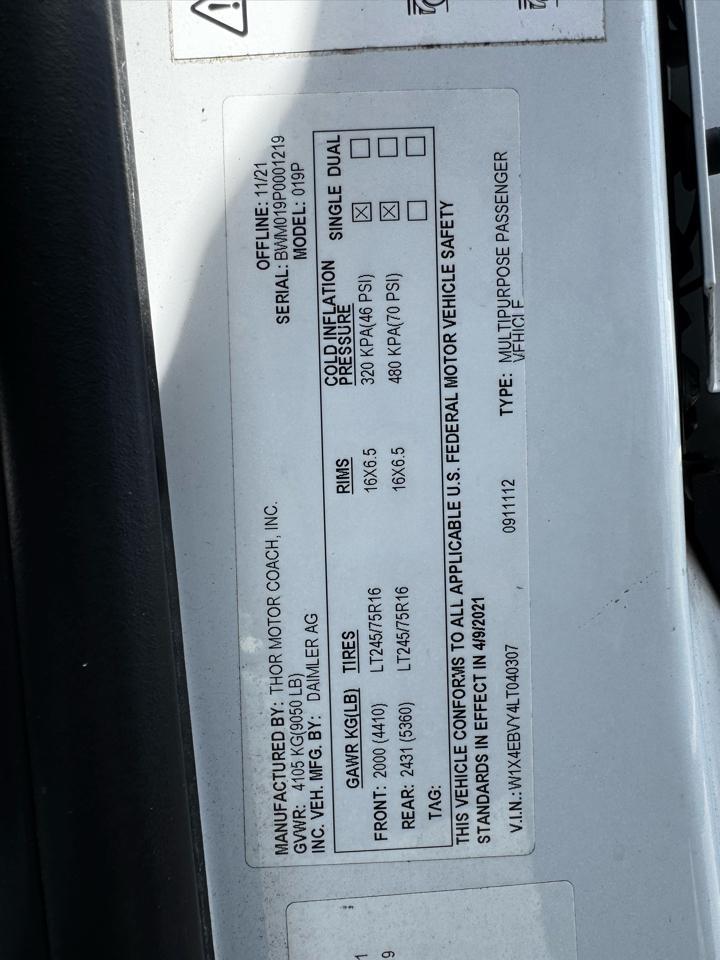 MANUFACTURED BY: THOR MOTOR COACH, INC. OFFLINE: 11/21
GVWR: 4105 KG(9050 LB) SERIAL: BWM019P0001219
INC. VEH. MFG. BY: DAIMLER AG MODEL: 019P
GAWR KG(LB) TIRES RIMS COLD INFLATION PRESSURE SINGLE DUAL
FRONT: 2000 (4410) LT245/75R16 16X6.5 320 KPA(46 PSI) ☒ ☐
REAR: 2431 (5360) LT245/75R16 16X6.5 480 KPA(70 PSI) ☒ ☐
TAG: ☐ ☐
THIS VEHICLE CONFORMS TO ALL APPLICABLE U.S. FEDERAL MOTOR VEHICLE SAFETY
STANDARDS IN EFFECT IN 4/9/2021
V.I.N.: W1X4EBVY4LT040307 0911112 TYPE: MULTIPURPOSE PASSENGER
VEHICLE